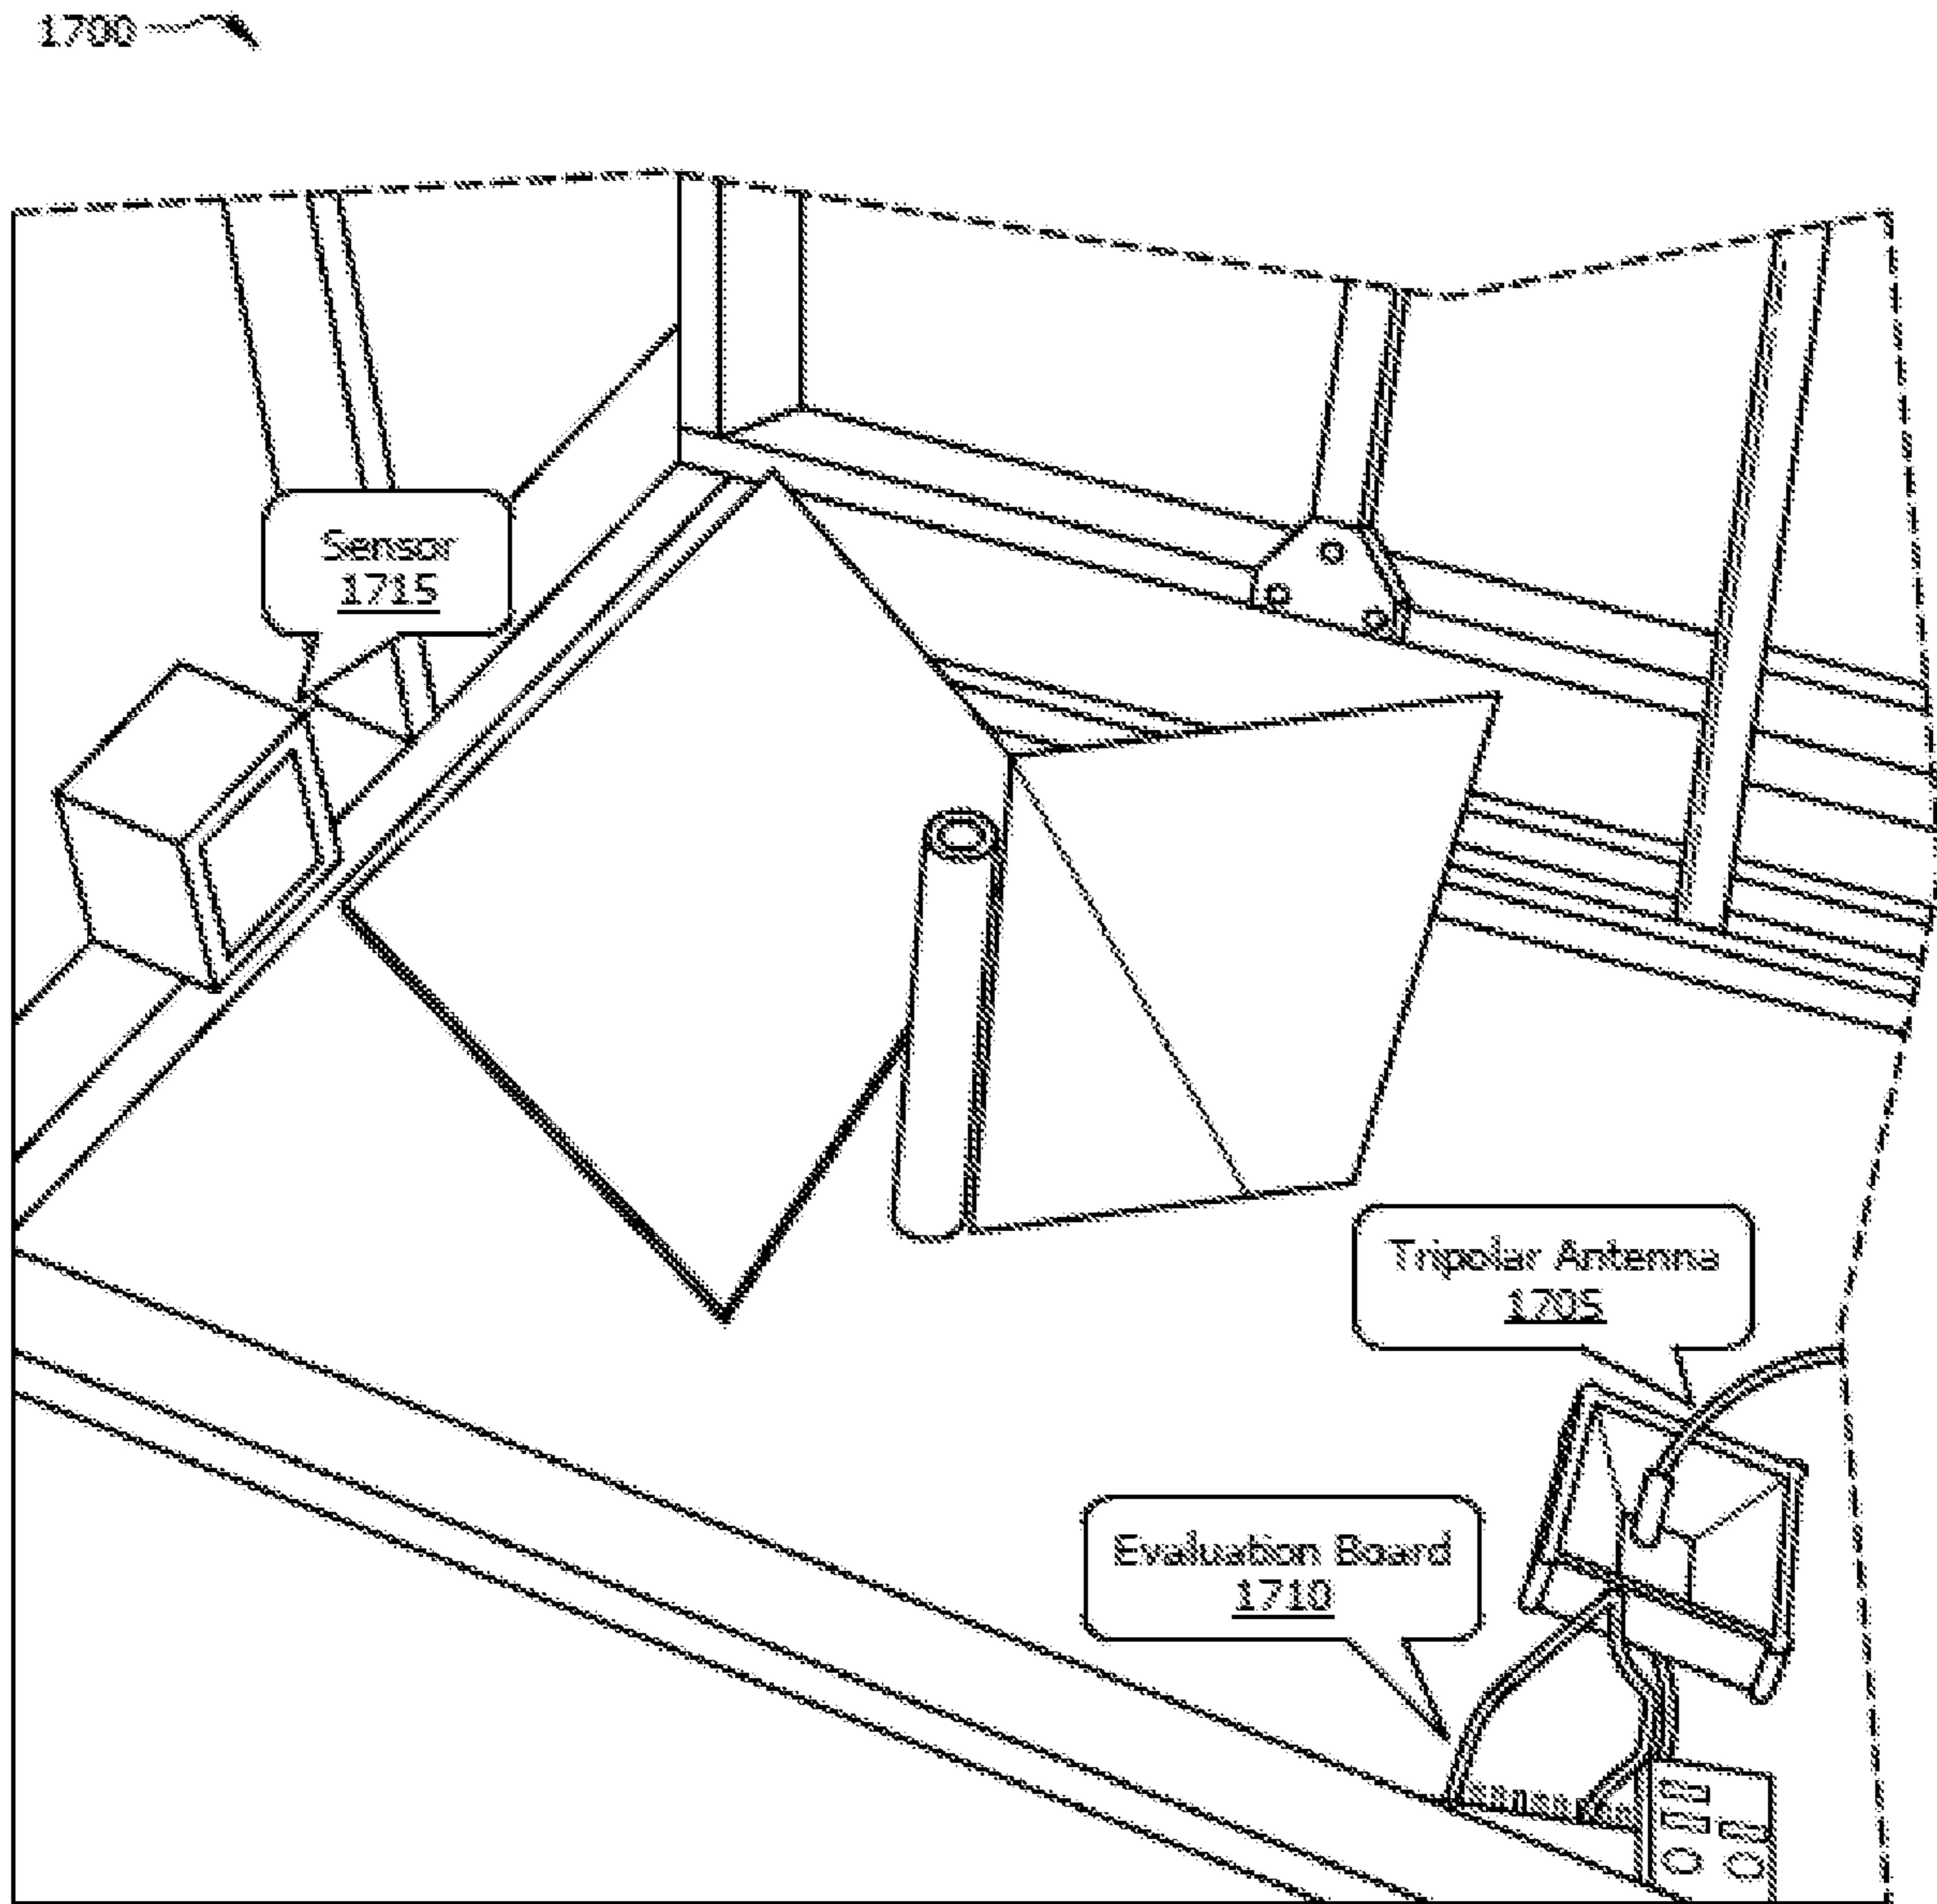 1700
Sensor
1715
Tripolar Antenna
1705
Evaluation Board
1710